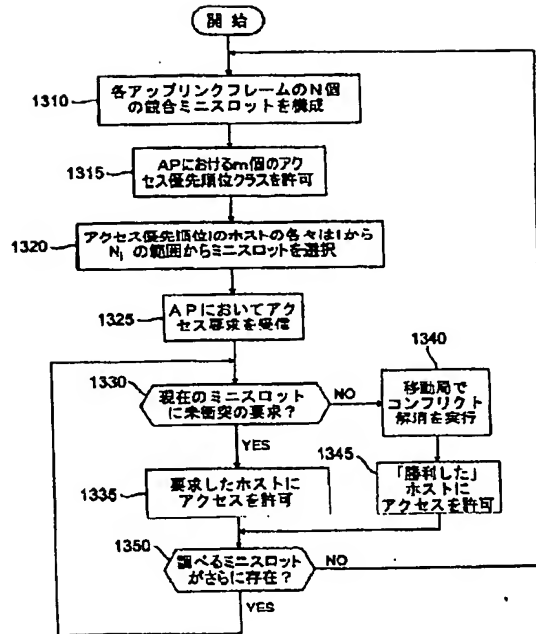 開始
1310
各アップリンクフレームのN個
の競合ミニスロットを構成
1315
APにおけるm個のアク
セス優先順位クラスを許可
1320
アクセス優先順位iのホストの各々は1から
Niの範囲からミニスロットを選択
1325
APにおいてアク
セス要求を受信
1330
現在のミニスロット
に未衝突の要求?
NO
YES
1340
移動局で
コンフリクト
解消を実行
1335
要求したホストに
アクセスを許可
1345
「勝利した」
ホストに
アクセスを許可
1350
調べるミニスロット
がさらに存在?
NO
YES